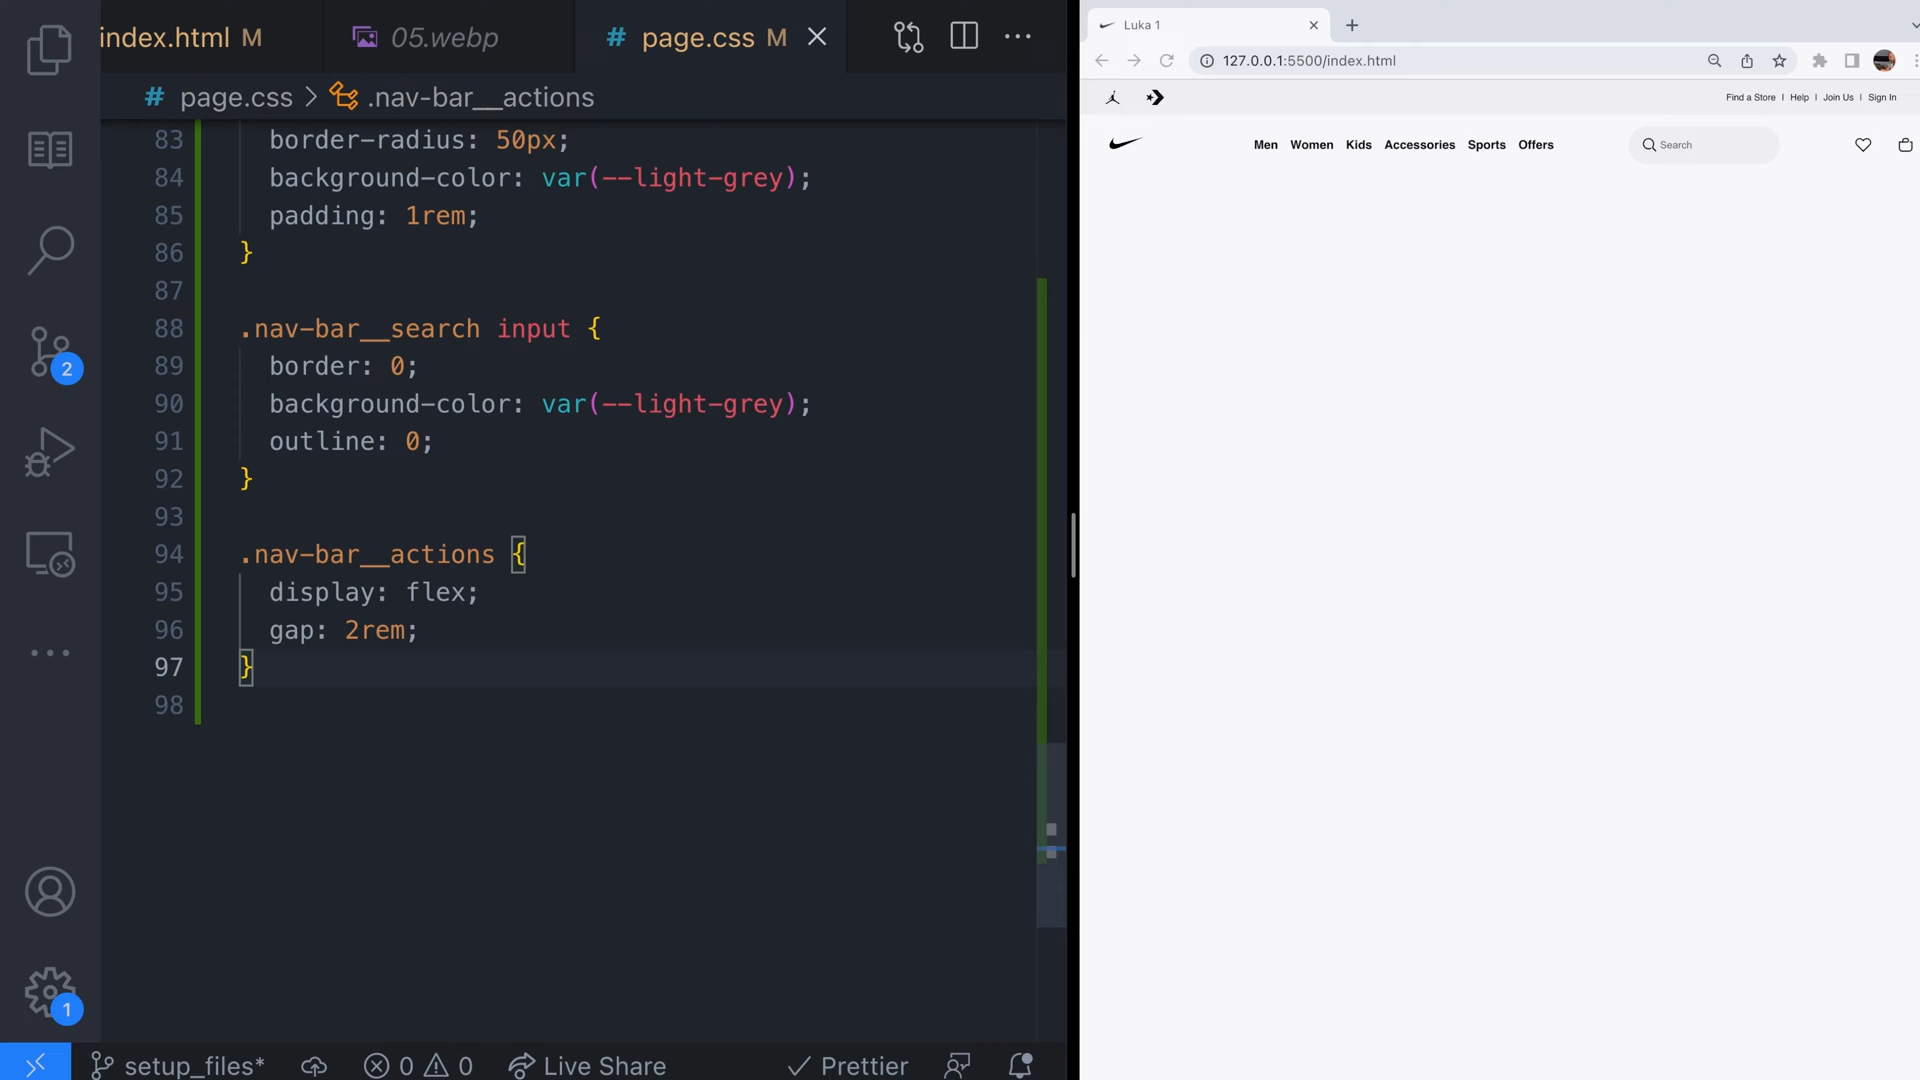 index.html M
05.webp
# page.css M
# page.css > .nav-bar__actions
83 border-radius: 50px;
84 background-color: var(--light-grey);
85 padding: 1rem;
86 }
87
88 .nav-bar__search input {
89 border: 0;
90 background-color: var(--light-grey);
91 outline: 0;
92 }
93
94 .nav-bar__actions {
95 display: flex;
96 gap: 2rem;
97 }
98
2
1
setup_files* 0 0 Live Share Prettier
Luka 1
127.0.0.1:5500/index.html
Find a Store | Help | Join Us | Sign In
Men Women Kids Accessories Sports Offers Search